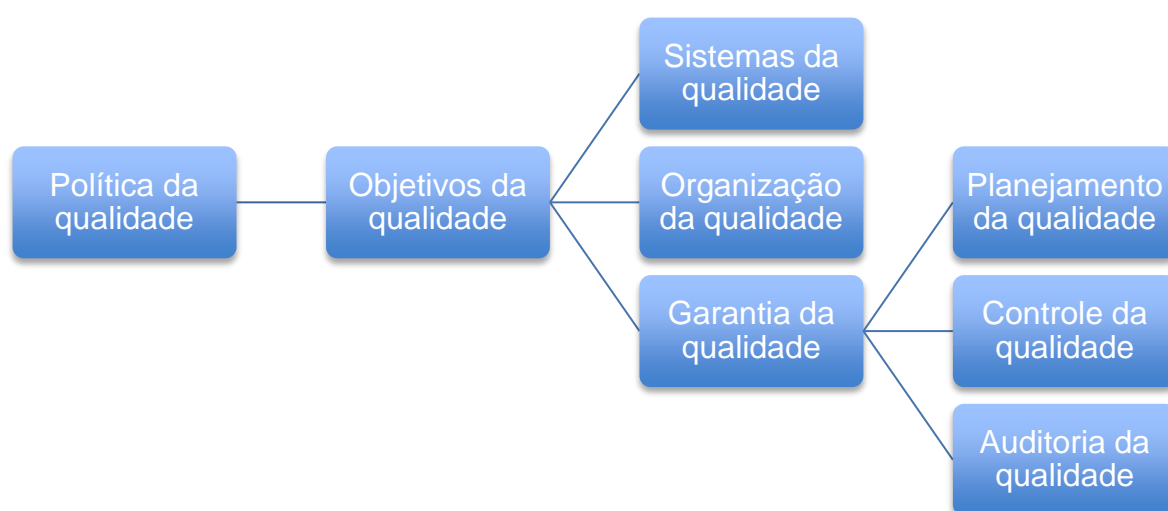 Política da
qualidade
Objetivos da
qualidade
Sistemas da
qualidade
Organização
da qualidade
Garantia da
qualidade
Planejamento
da qualidade
Controle da
qualidade
Auditoria da
qualidade